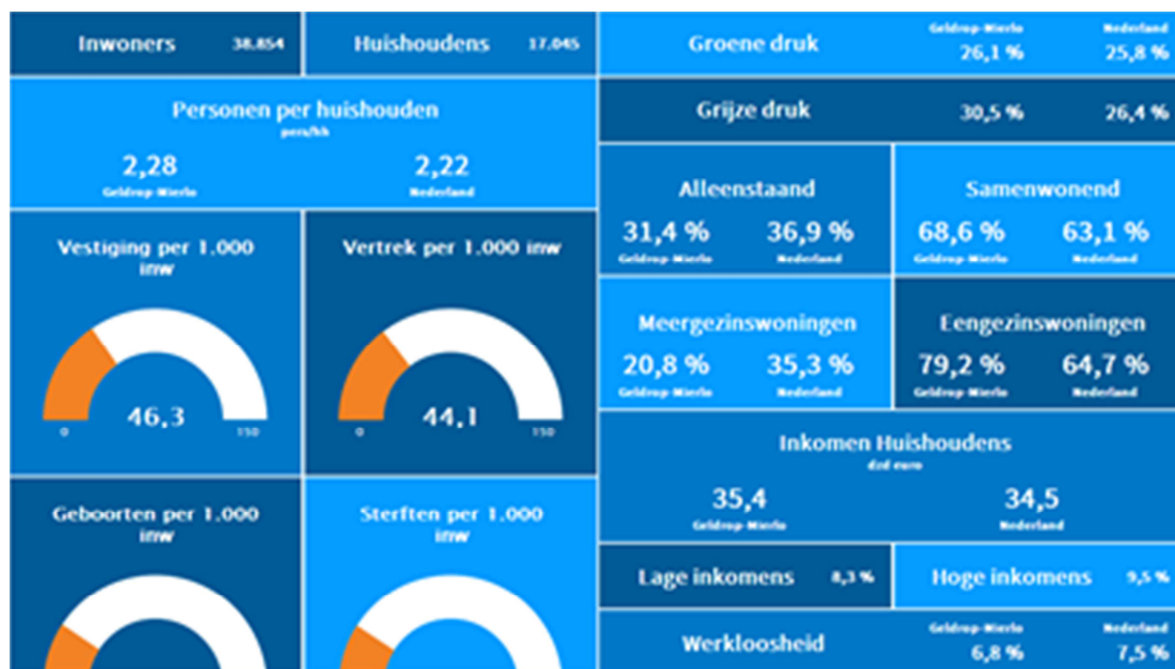 Inwoners 38.854
Huishoudens 17.045
Personen per huishouden
pers/hh
2,28 2,22
Geldrop-Mierlo Nederland
Vestiging per 1.000
inw
46,3
0 150
Vertrek per 1.000 inw
44,1
0 150
Geboorten per 1.000
inw
Sterften per 1.000
inw
Geldrop-Mierlo Nederland
Groene druk 26,1 % 25,8 %
Grijze druk 30,5 % 26,4 %
Alleenstaand
31,4 % 36,9 %
Geldrop-Mierlo Nederland
Samenwonend
68,6 % 63,1 %
Geldrop-Mierlo Nederland
Meergezinswoningen
20,8 % 35,3 %
Geldrop-Mierlo Nederland
Eengezinswoningen
79,2 % 64,7 %
Geldrop-Mierlo Nederland
Inkomen Huishoudens
dzd euro
35,4 34,5
Geldrop-Mierlo Nederland
Lage inkomens 8,3 %
Hoge inkomens 9,5 %
Geldrop-Mierlo Nederland
Werkloosheid 6,8 % 7,5 %